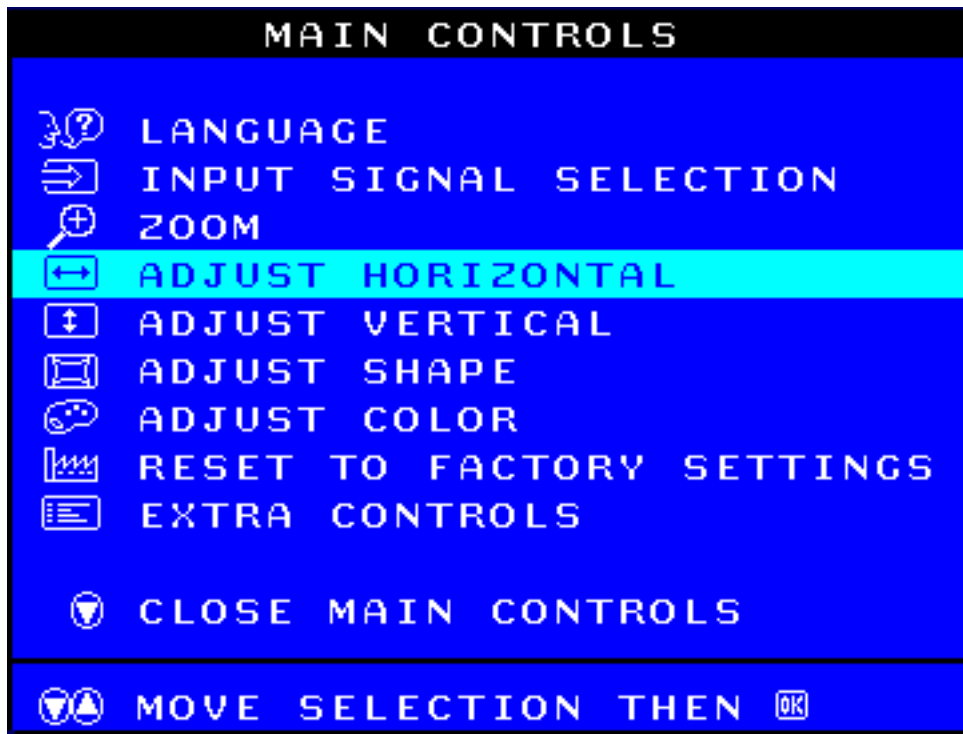 MAIN CONTROLS
LANGUAGE
INPUT SIGNAL SELECTION
ZOOM
ADJUST HORIZONTAL
ADJUST VERTICAL
ADJUST SHAPE
ADJUST COLOR
RESET TO FACTORY SETTINGS
EXTRA CONTROLS
CLOSE MAIN CONTROLS
MOVE SELECTION THEN OK